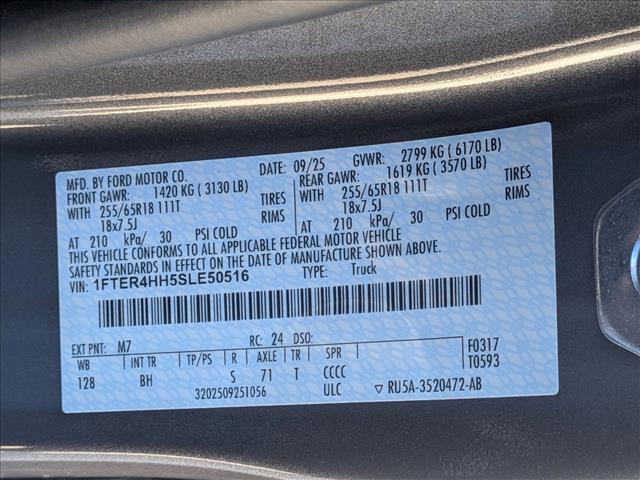 MFD. BY FORD MOTOR CO. DATE: 09/25 GVWR: 2799 KG ( 6170 LB)
FRONT GAWR: 1420 KG ( 3130 LB) REAR GAWR: 1619 KG ( 3570 LB)
WITH 255/65R18 111T TIRES WITH 255/65R18 111T TIRES
18x7.5J RIMS 18x7.5J RIMS
AT 210 kPa/ 30 PSI COLD AT 210 kPa/ 30 PSI COLD
THIS VEHICLE CONFORMS TO ALL APPLICABLE FEDERAL MOTOR VEHICLE
SAFETY STANDARDS IN EFFECT ON THE DATE OF MANUFACTURE SHOWN ABOVE.
VIN: 1FTER4HH5SLE50516 TYPE: Truck
EXT PNT: M7 RC: 24 DSO: F0317
WB INT TR TP/PS R AXLE TR SPR T0593
128 BH S 71 T CCCC
3202509251056 ULC ▽ RU5A-3520472-AB